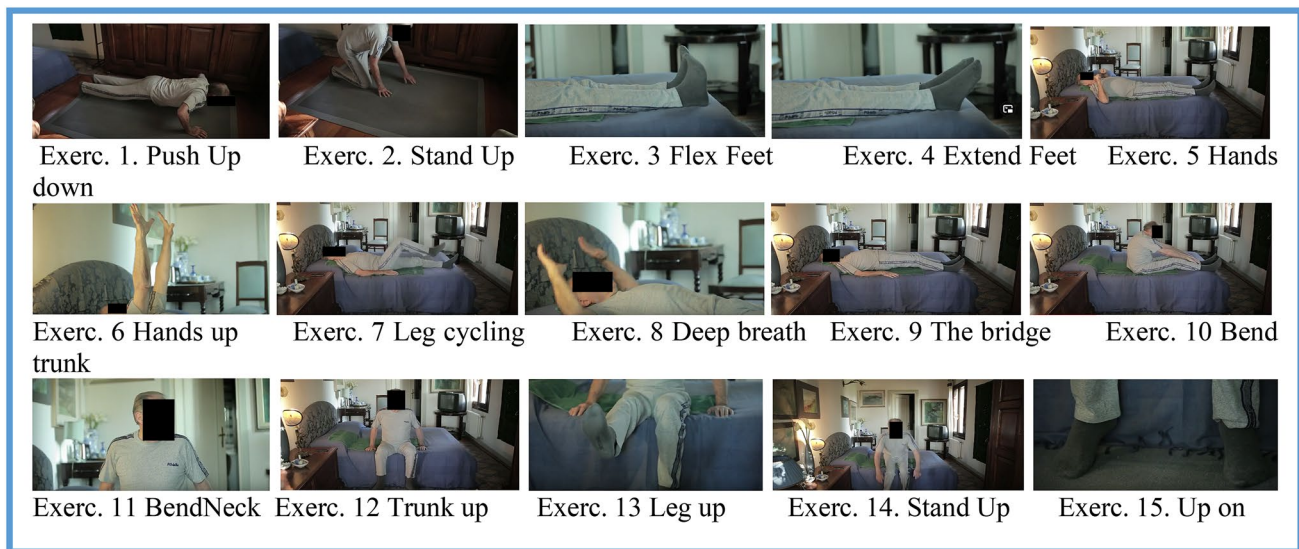 Exerc. 1. Push Up Exerc. 2. Stand Up Exerc. 3 Flex Feet Exerc. 4 Extend Feet Exerc. 5 Hands
down
Exerc. 6 Hands up Exerc. 7 Leg cycling Exerc. 8 Deep breath Exerc. 9 The bridge Exerc. 10 Bend
trunk
Exerc. 11 BendNeck Exerc. 12 Trunk up Exerc. 13 Leg up Exerc. 14. Stand Up Exerc. 15. Up on